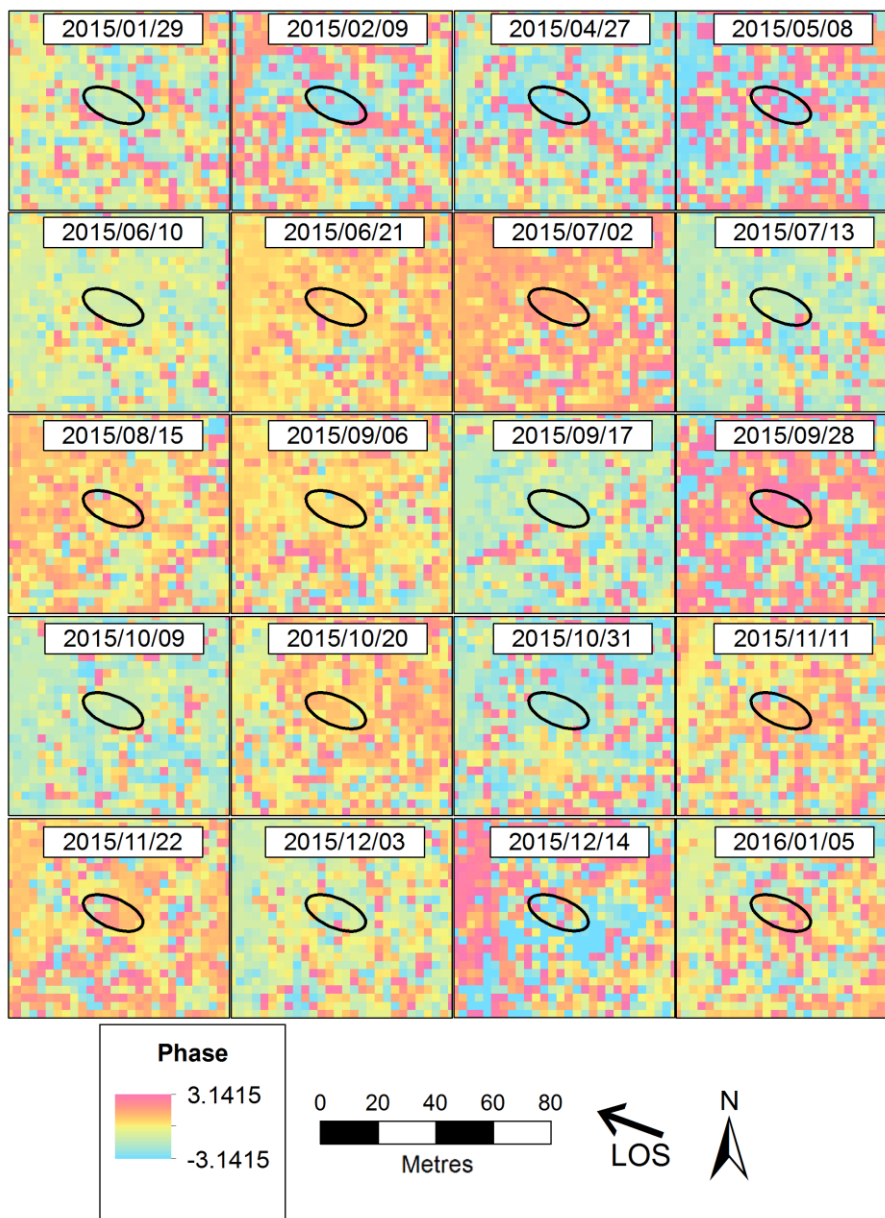 2015/01/29 2015/02/09 2015/04/27 2015/05/08
2015/06/10 2015/06/21 2015/07/02 2015/07/13
2015/08/15 2015/09/06 2015/09/17 2015/09/28
2015/10/09 2015/10/20 2015/10/31 2015/11/11
2015/11/22 2015/12/03 2015/12/14 2016/01/05
Phase
3.1415
-3.1415
0 20 40 60 80
Metres
LOS
N